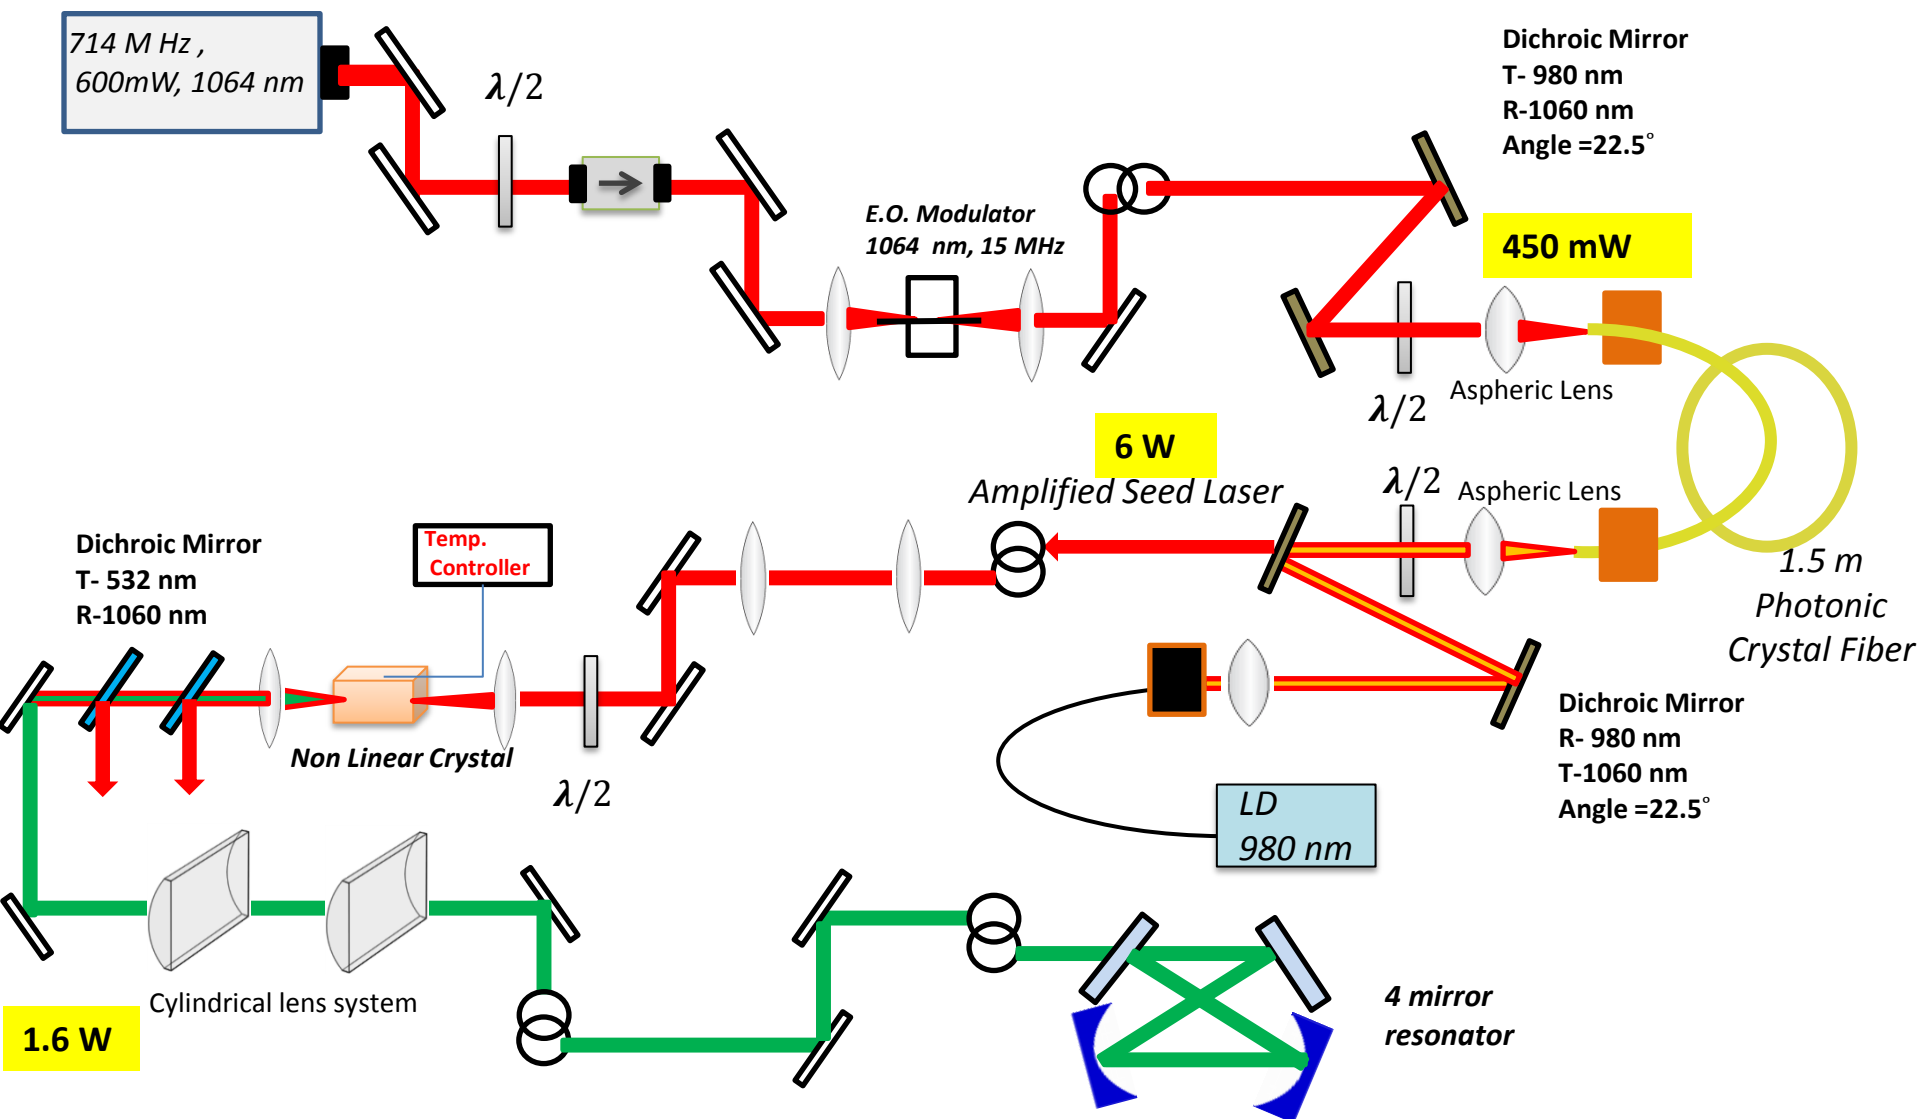 714 M Hz ,
600mW, 1064 nm
λ/2
E.O. Modulator
1064 nm, 15 MHz
Dichroic Mirror
T- 980 nm
R-1060 nm
Angle =22.5°
450 mW
λ/2
Aspheric Lens
6 W
Amplified Seed Laser
λ/2
Aspheric Lens
1.5 m
Photonic
Crystal Fiber
Dichroic Mirror
T- 532 nm
R-1060 nm
Temp.
Controller
Non Linear Crystal
λ/2
Dichroic Mirror
R- 980 nm
T-1060 nm
Angle =22.5°
LD
980 nm
Cylindrical lens system
1.6 W
4 mirror
resonator